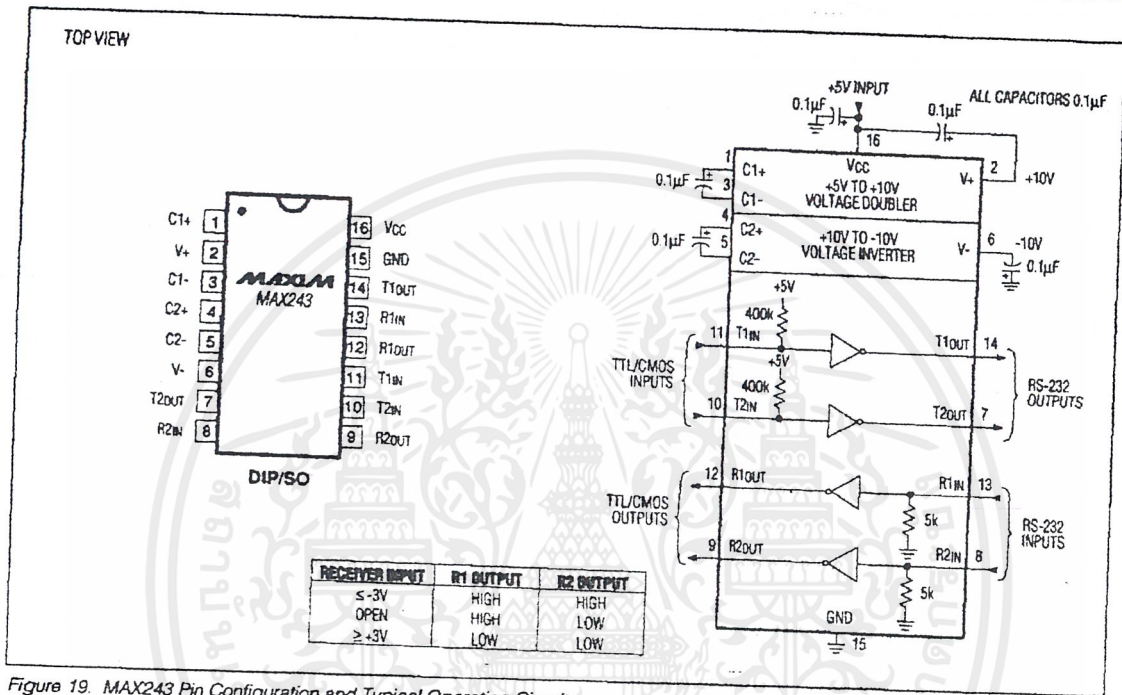 TOP VIEW
C1+ 1
V+ 2
C1- 3
C2+ 4
C2- 5
V- 6
T2OUT 7
R2IN 8
MAXIM
MAX243
16 VCC
15 GND
14 T1OUT
13 R1IN
12 R1OUT
11 T1IN
10 T2IN
9 R2OUT
DIP/SO
RECEIVER INPUT R1 OUTPUT R2 OUTPUT
≤ -3V HIGH HIGH
OPEN HIGH LOW
≥ +3V LOW LOW
+5V INPUT
ALL CAPACITORS 0.1µF
0.1µF
0.1µF
16
1 C1+
VCC
V+ 2
+10V
0.1µF
3 C1-
+5V TO +10V
VOLTAGE DOUBLER
4 C2+
0.1µF
5 C2-
+10V TO -10V
VOLTAGE INVERTER
V- 6
-10V
0.1µF
+5V
400k
11 T1IN
T1OUT 14
+5V
400k
TTL/CMOS
INPUTS
RS-232
OUTPUTS
10 T2IN
T2OUT 7
12 R1OUT
R1IN 13
5k
TTL/CMOS
OUTPUTS
RS-232
INPUTS
9 R2OUT
R2IN 8
5k
GND
15
Figure 19. MAX243 Pin Configuration and Typical Operating